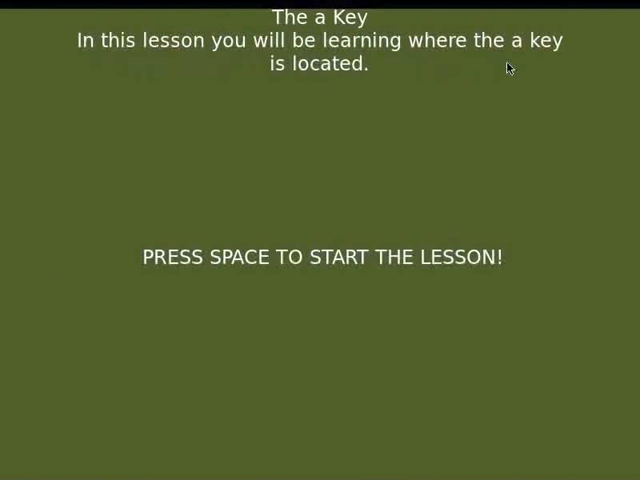 The a Key
In this lesson you will be learning where the a key
is located.
PRESS SPACE TO START THE LESSON!